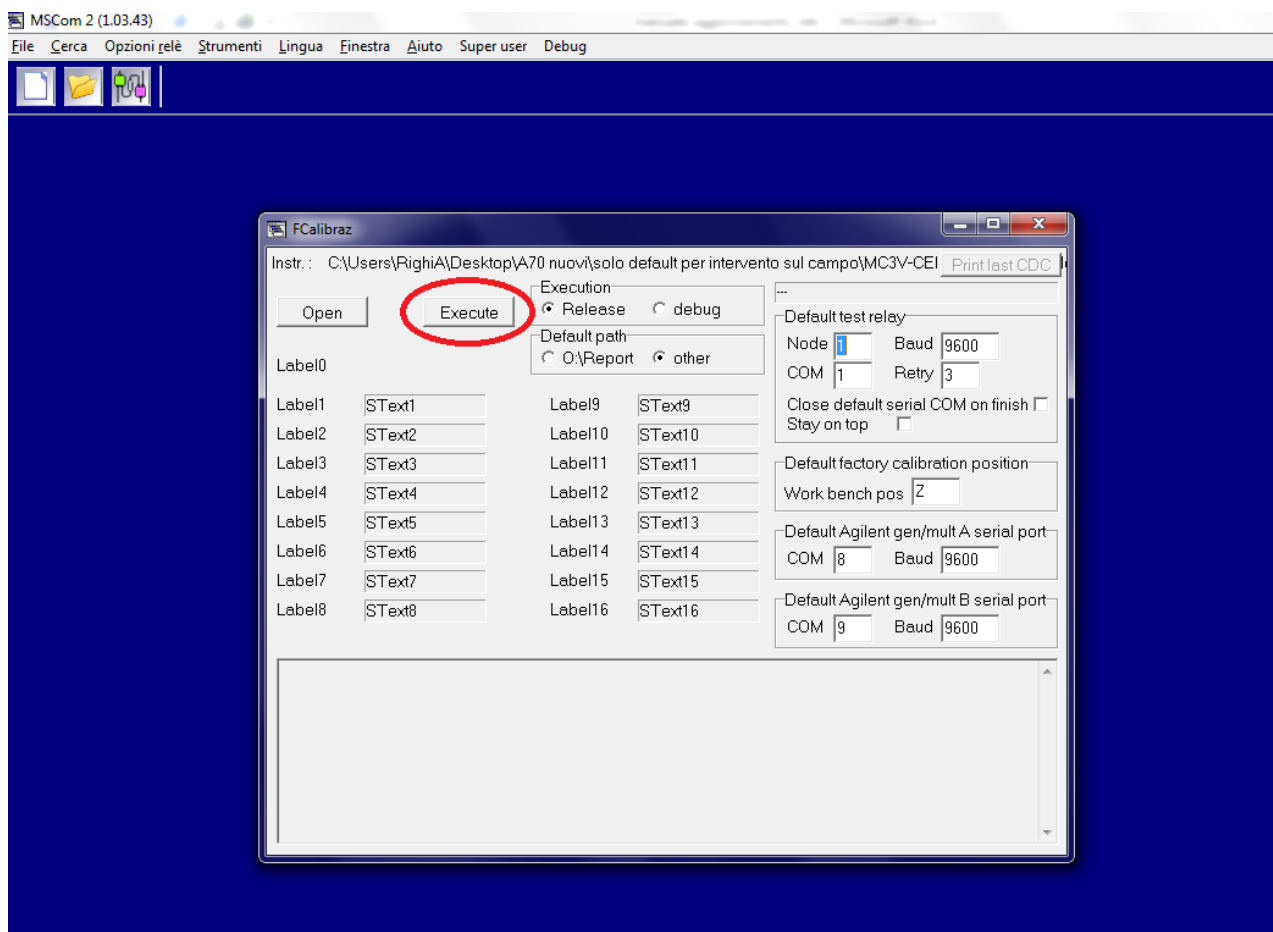 MSCom 2 (1.03.43)
File Cerca Opzioni relè Strumenti Lingua Finestra Aiuto Super user Debug
FCalibraz
Instr. : C:\Users\RighiA\Desktop\A70 nuovi\solo default per intervento sul campo\MC3V-CEI
Print last CDC
Open
Execute
Execution
Release debug
Default path
O:\Report other
Label0
Label1 SText1 Label9 SText9
Label2 SText2 Label10 SText10
Label3 SText3 Label11 SText11
Label4 SText4 Label12 SText12
Label5 SText5 Label13 SText13
Label6 SText6 Label14 SText14
Label7 SText7 Label15 SText15
Label8 SText8 Label16 SText16
---
Default test relay
Node 1 Baud 9600
COM 1 Retry 3
Close default serial COM on finish
Stay on top
Default factory calibration position
Work bench pos Z
Default Agilent gen/mult A serial port
COM 8 Baud 9600
Default Agilent gen/mult B serial port
COM 9 Baud 9600